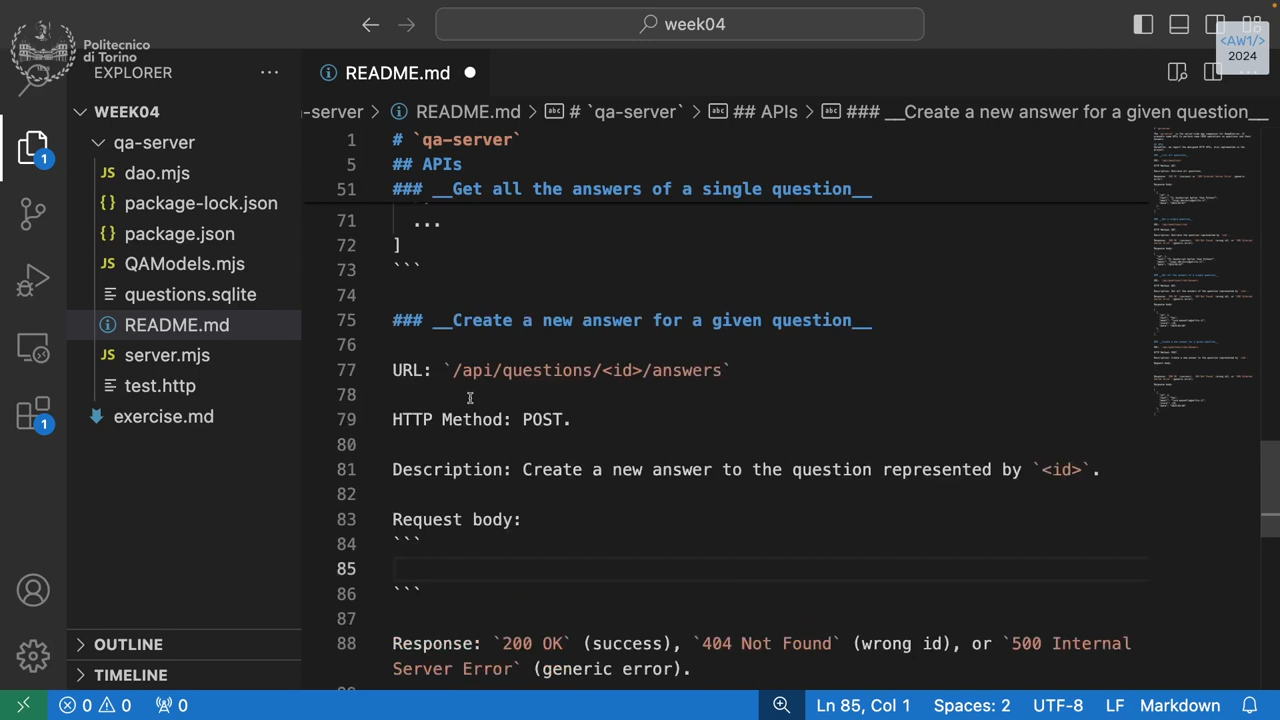 week04
Politecnico
di Torino
<AW1/>
2024
EXPLORER
README.md
WEEK04
qa-server
dao.mjs
package-lock.json
package.json
QAModels.mjs
questions.sqlite
README.md
server.mjs
test.http
exercise.md
OUTLINE
TIMELINE
1
1
a-server > README.md > # `qa-server` > ## APIs > ### __Create a new answer for a given question__
1 # `qa-server`
5 ## APIs
51 ### __Get all the answers of a single question__
71 ...
72 ]
73 ```
74
75 ### __Create a new answer for a given question__
76
77 URL: `/api/questions/<id>/answers`
78
79 HTTP Method: POST.
80
81 Description: Create a new answer to the question represented by `<id>`.
82
83 Request body:
84 ```
85
86 ```
87
88 Response: `200 OK` (success), `404 Not Found` (wrong id), or `500 Internal
Server Error` (generic error).
0 0 0
Ln 85, Col 1 Spaces: 2 UTF-8 LF Markdown